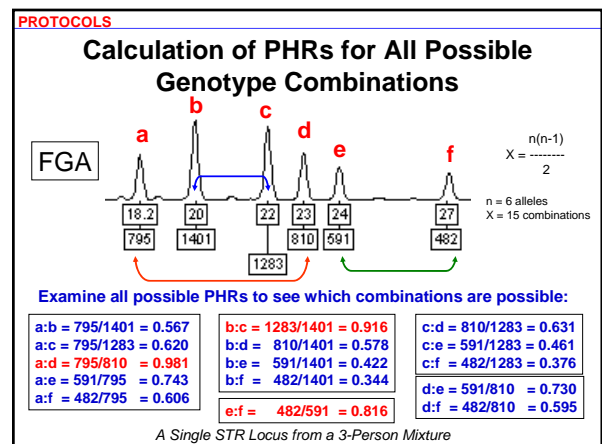 PROTOCOLS
Calculation of PHRs for All Possible
Genotype Combinations
a
b
c
d
e
f
FGA
n(n-1)
X = --------
2
n = 6 alleles
X = 15 combinations
18.2 20 22 23 24 27
795 1401 810 591 482
1283
Examine all possible PHRs to see which combinations are possible:
a:b = 795/1401 = 0.567
a:c = 795/1283 = 0.620
a:d = 795/810 = 0.981
a:e = 591/795 = 0.743
a:f = 482/795 = 0.606
b:c = 1283/1401 = 0.916
b:d = 810/1401 = 0.578
b:e = 591/1401 = 0.422
b:f = 482/1401 = 0.344
e:f = 482/591 = 0.816
c:d = 810/1283 = 0.631
c:e = 591/1283 = 0.461
c:f = 482/1283 = 0.376
d:e = 591/810 = 0.730
d:f = 482/810 = 0.595
A Single STR Locus from a 3-Person Mixture